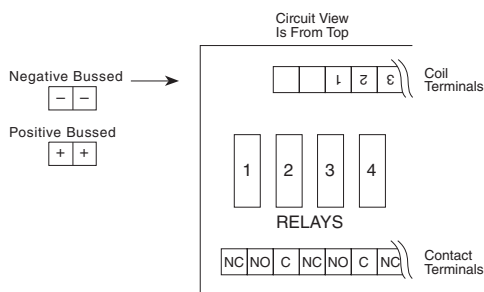 Circuit View
Is From Top
Negative Bussed
– –
Positive Bussed
+ +
1 2 3
Coil
Terminals
1 2 3 4
RELAYS
NC NO C NC NO C NC
Contact
Terminals